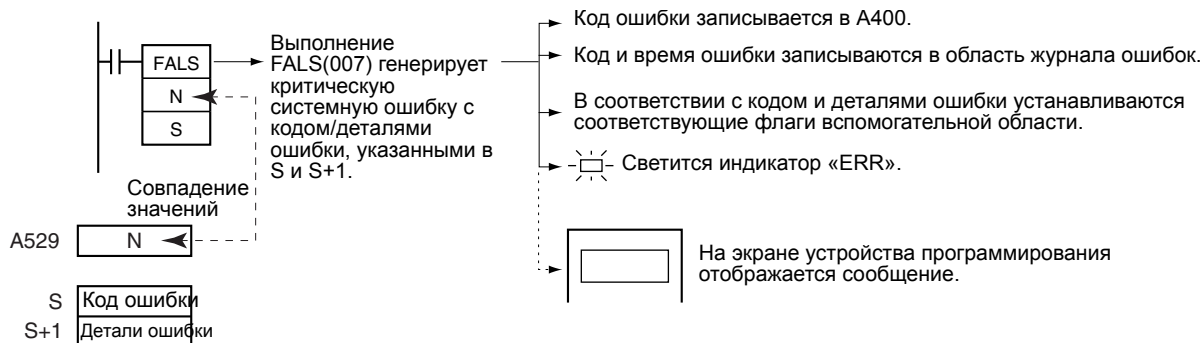 FALS
N
S
Выполнение
FALS(007) генерирует
критическую
системную ошибку с
кодом/деталями
ошибки, указанными в
S и S+1.
Код ошибки записывается в A400.
Код и время ошибки записываются в область журнала ошибок.
В соответствии с кодом и деталями ошибки устанавливаются
соответствующие флаги вспомогательной области.
Светится индикатор «ERR».
На экране устройства программирования
отображается сообщение.
Совпадение
значений
A529 N
S Код ошибки
S+1 Детали ошибки